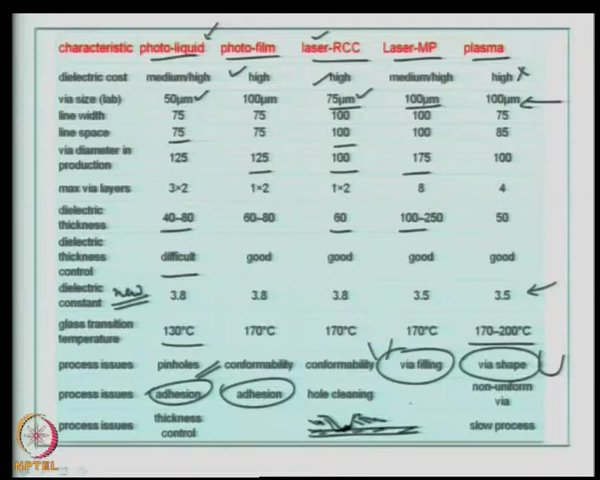 characteristic photo-liquid photo-film laser-RCC Laser-MP plasma
dielectric cost medium/high high high medium/high high
via size (lab) 50µm 100µm 75µm 100µm 100µm
line width 75 75 100 100 75
line space 75 75 100 100 85
via diameter in
production 125 125 100 175 100
max via layers 3×2 1×2 1×2 8 4
dielectric
thickness 40–80 60–80 60 100–250 50
dielectric
thickness
control difficult good good good good
dielectric
constant new 3.8 3.8 3.8 3.5 3.5
glass transition
temperature 130°C 170°C 170°C 170°C 170–200°C
process issues pinholes conformability conformability via filling via shape
process issues adhesion adhesion hole cleaning non-uniform
via
process issues thickness
control slow process
NPTEL